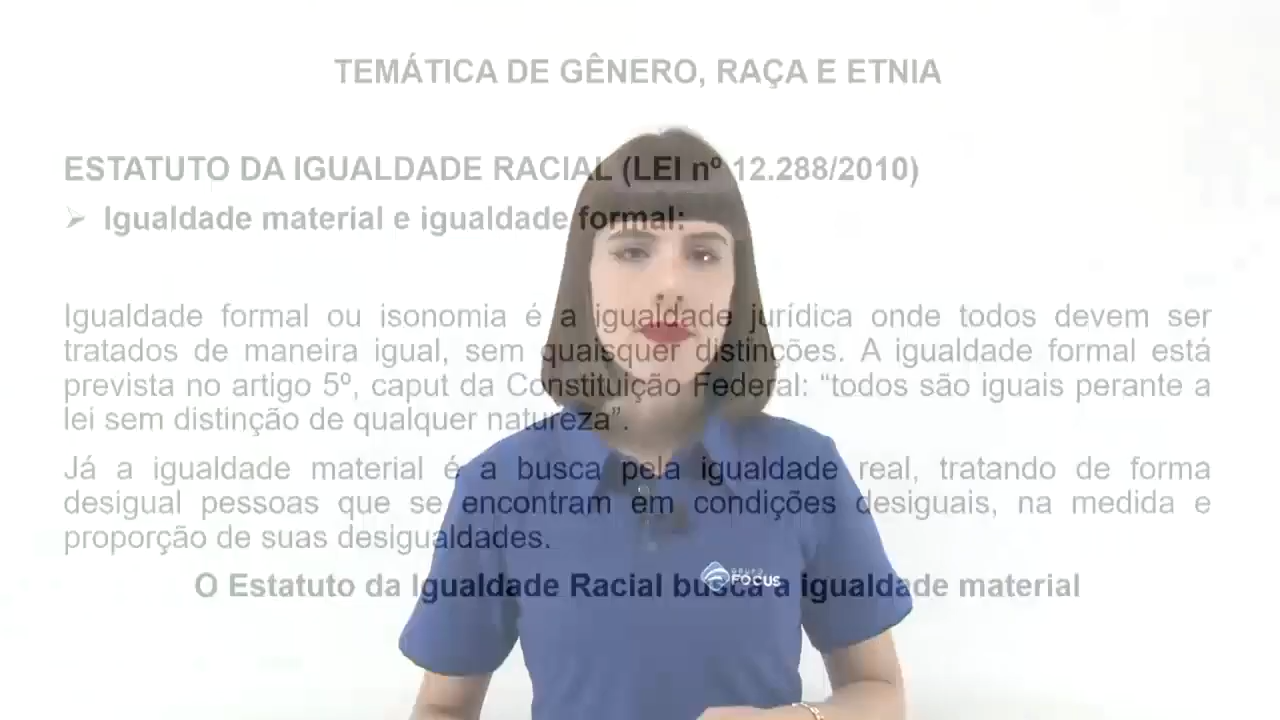 TEMÁTICA DE GÊNERO, RAÇA E ETNIA
ESTATUTO DA IGUALDADE RACIAL (LEI nº 12.288/2010)
➢ Igualdade material e igualdade formal:
Igualdade formal ou isonomia é a igualdade jurídica onde todos devem ser
tratados de maneira igual, sem quaisquer distinções. A igualdade formal está
prevista no artigo 5º, caput da Constituição Federal: “todos são iguais perante a
lei sem distinção de qualquer natureza”.
Já a igualdade material é a busca pela igualdade real, tratando de forma
desigual pessoas que se encontram em condições desiguais, na medida e
proporção de suas desigualdades.
GRUPO
FOCUS
O Estatuto da Igualdade Racial busca a igualdade material